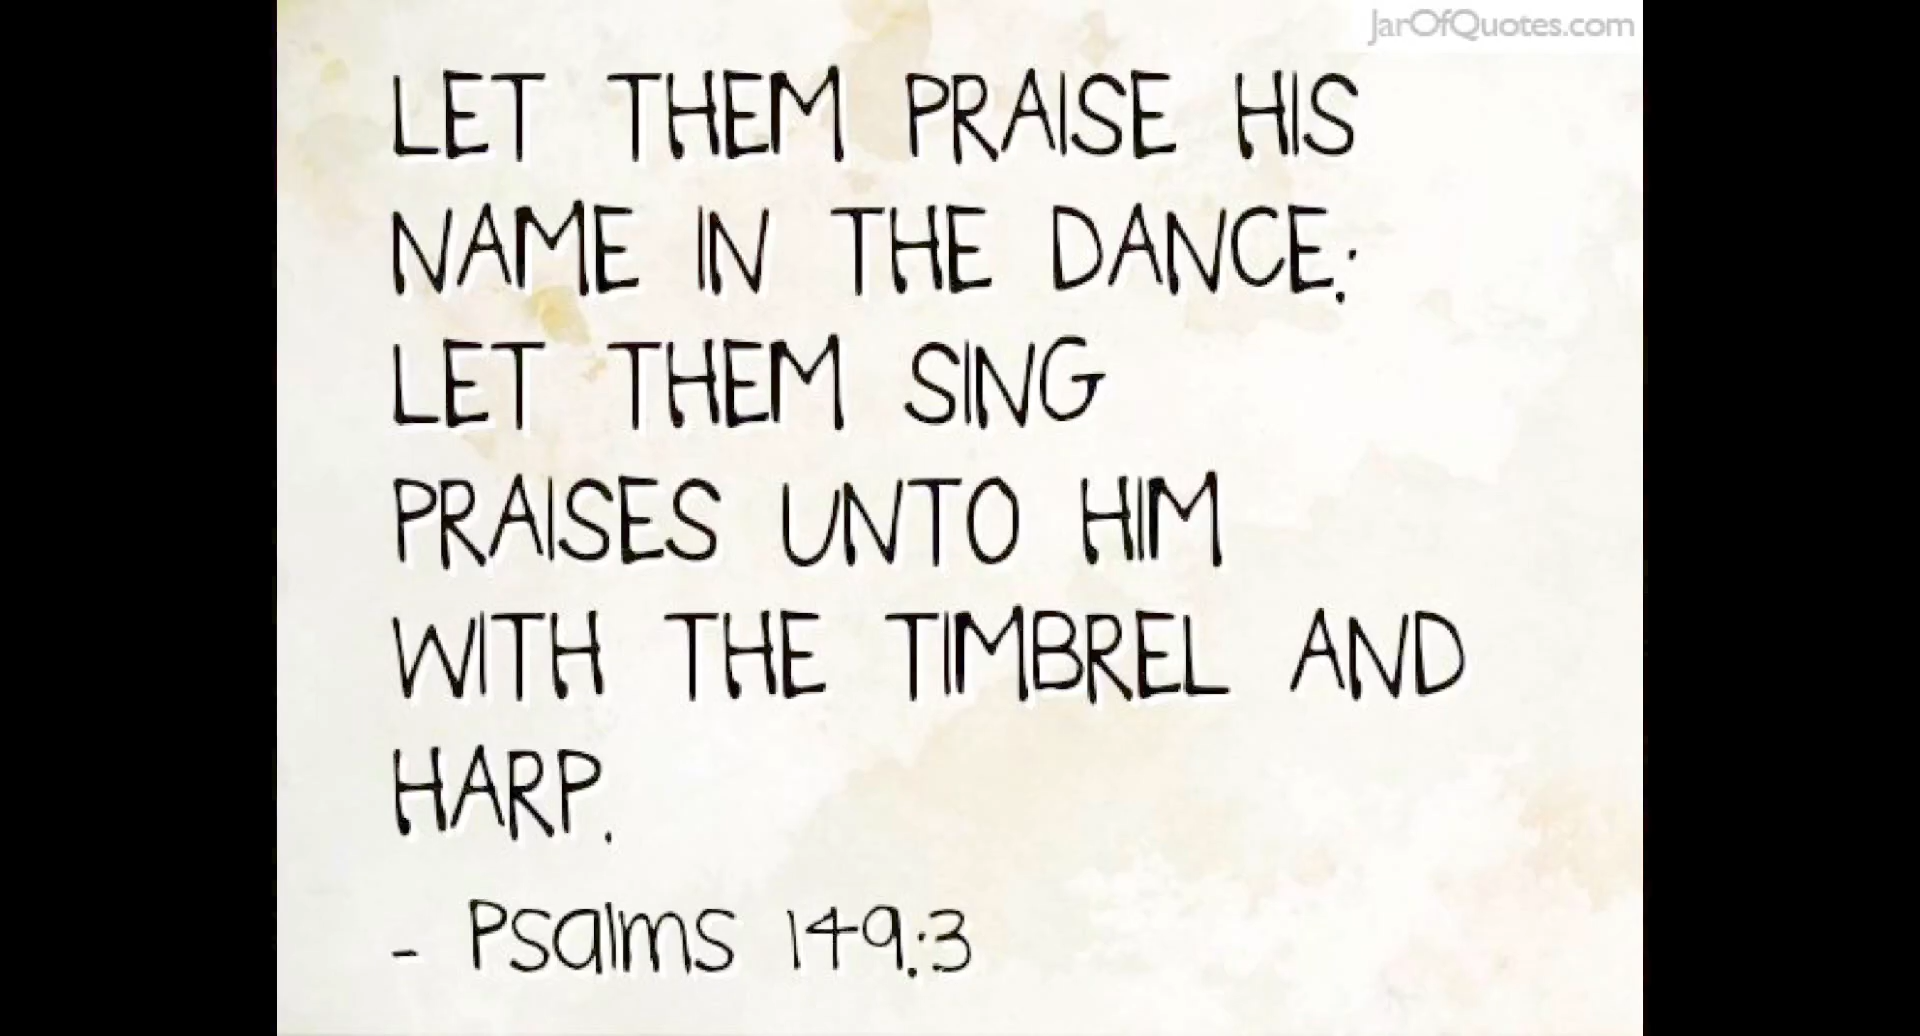 JarOfQuotes.com
LET THEM PRAISE HIS
NAME IN THE DANCE:
LET THEM SING
PRAISES UNTO HIM
WITH THE TIMBREL AND
HARP.
- Psalms 149:3